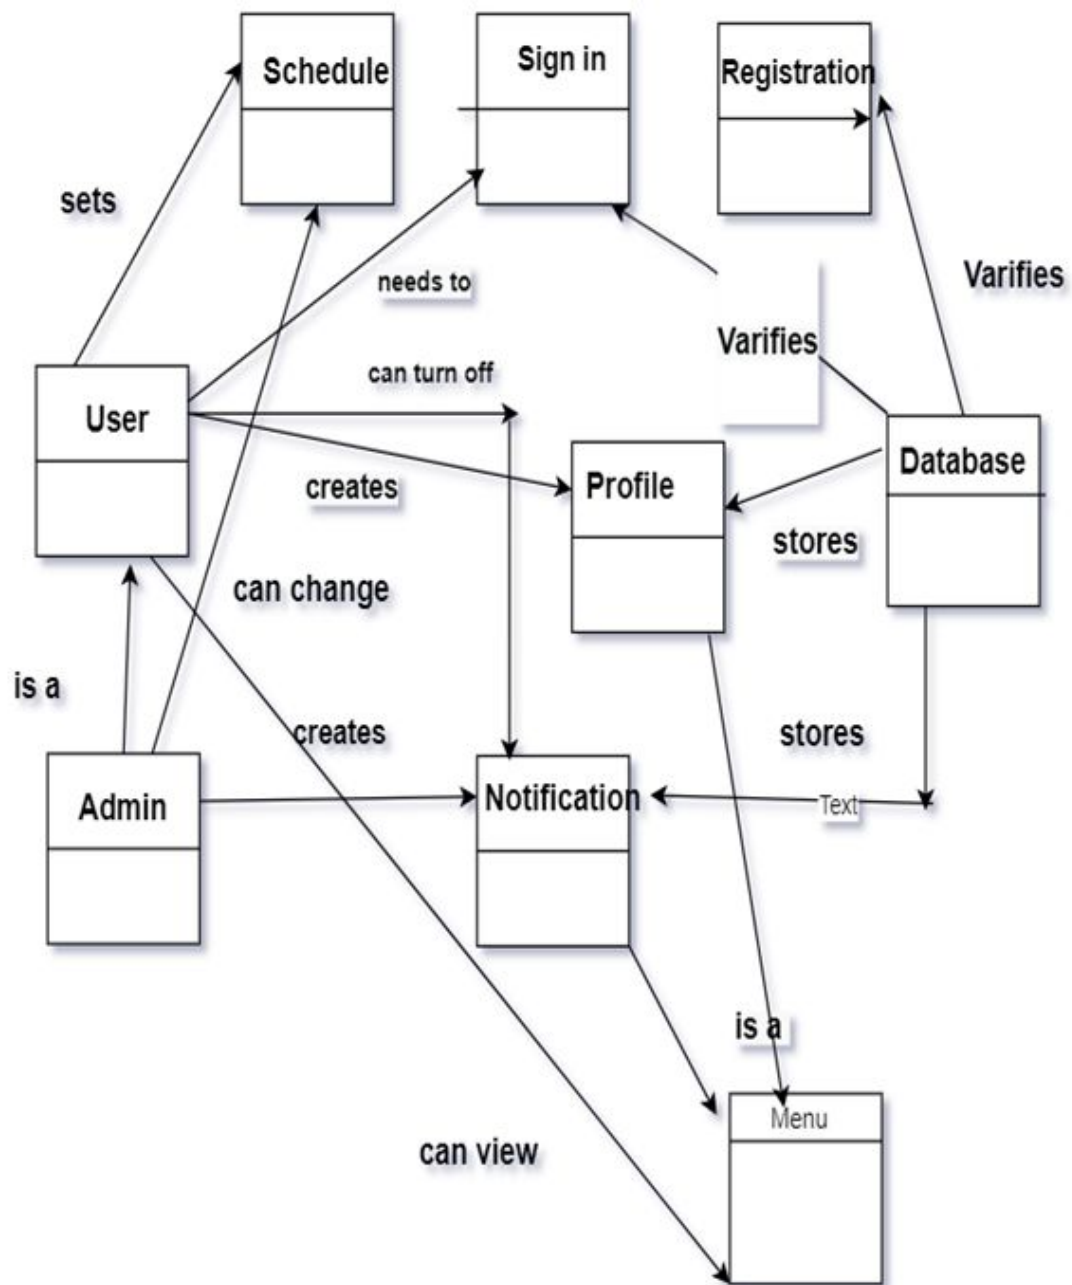 Schedule
Sign in
Registration
sets
needs to
Varifies
Varifies
can turn off
User
creates
Profile
Database
stores
can change
is a
creates
stores
Admin
Notification
Text
is a
Menu
can view